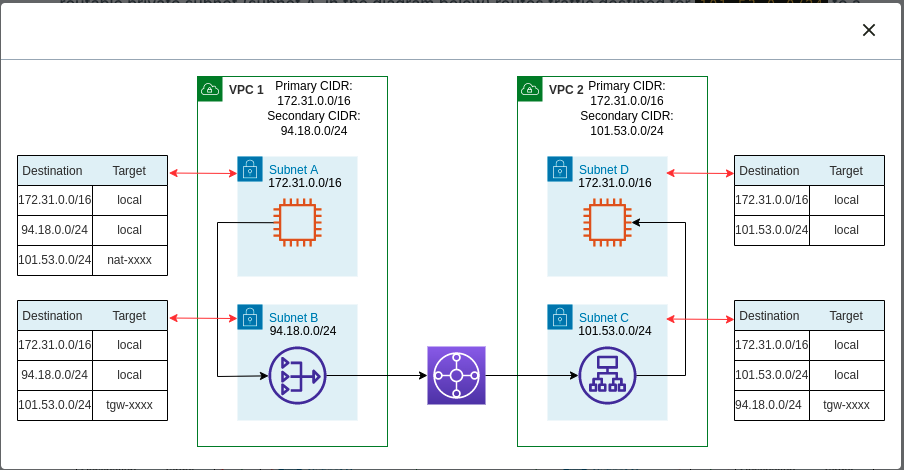 VPC 1
Primary CIDR:
172.31.0.0/16
Secondary CIDR:
94.18.0.0/24
VPC 2
Primary CIDR:
172.31.0.0/16
Secondary CIDR:
101.53.0.0/24
Destination Target
172.31.0.0/16 local
94.18.0.0/24 local
101.53.0.0/24 nat-xxxx
Subnet A
172.31.0.0/16
Subnet D
172.31.0.0/16
Destination Target
172.31.0.0/16 local
101.53.0.0/24 local
Destination Target
172.31.0.0/16 local
94.18.0.0/24 local
101.53.0.0/24 tgw-xxxx
Subnet B
94.18.0.0/24
Subnet C
101.53.0.0/24
Destination Target
172.31.0.0/16 local
101.53.0.0/24 local
94.18.0.0/24 tgw-xxxx